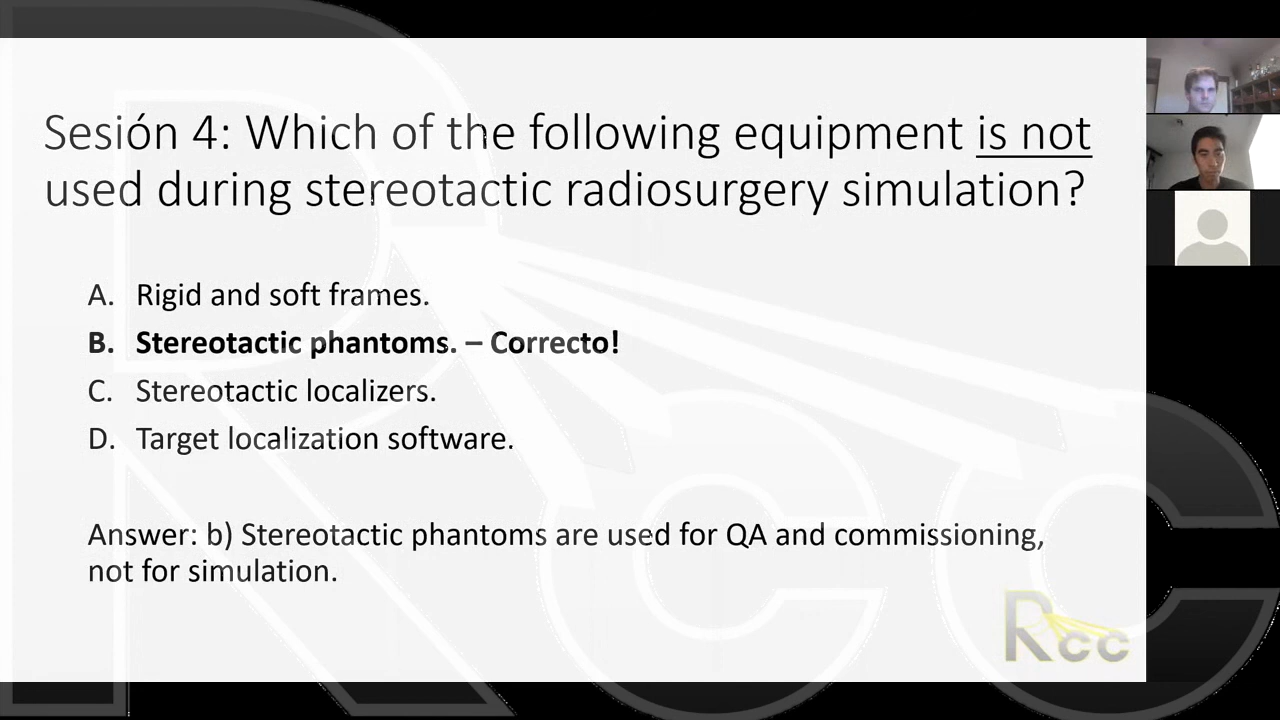 Sesión 4: Which of the following equipment is not
used during stereotactic radiosurgery simulation?
A. Rigid and soft frames.
B. Stereotactic phantoms. – Correcto!
C. Stereotactic localizers.
D. Target localization software.
Answer: b) Stereotactic phantoms are used for QA and commissioning,
not for simulation.
Rcc